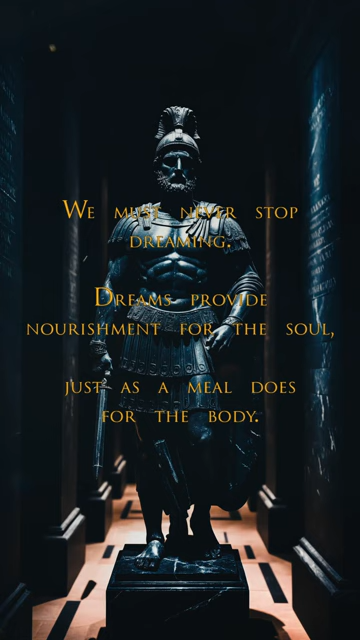 We must never stop
dreaming.
Dreams provide
nourishment for the soul,
just as a meal does
for the body.